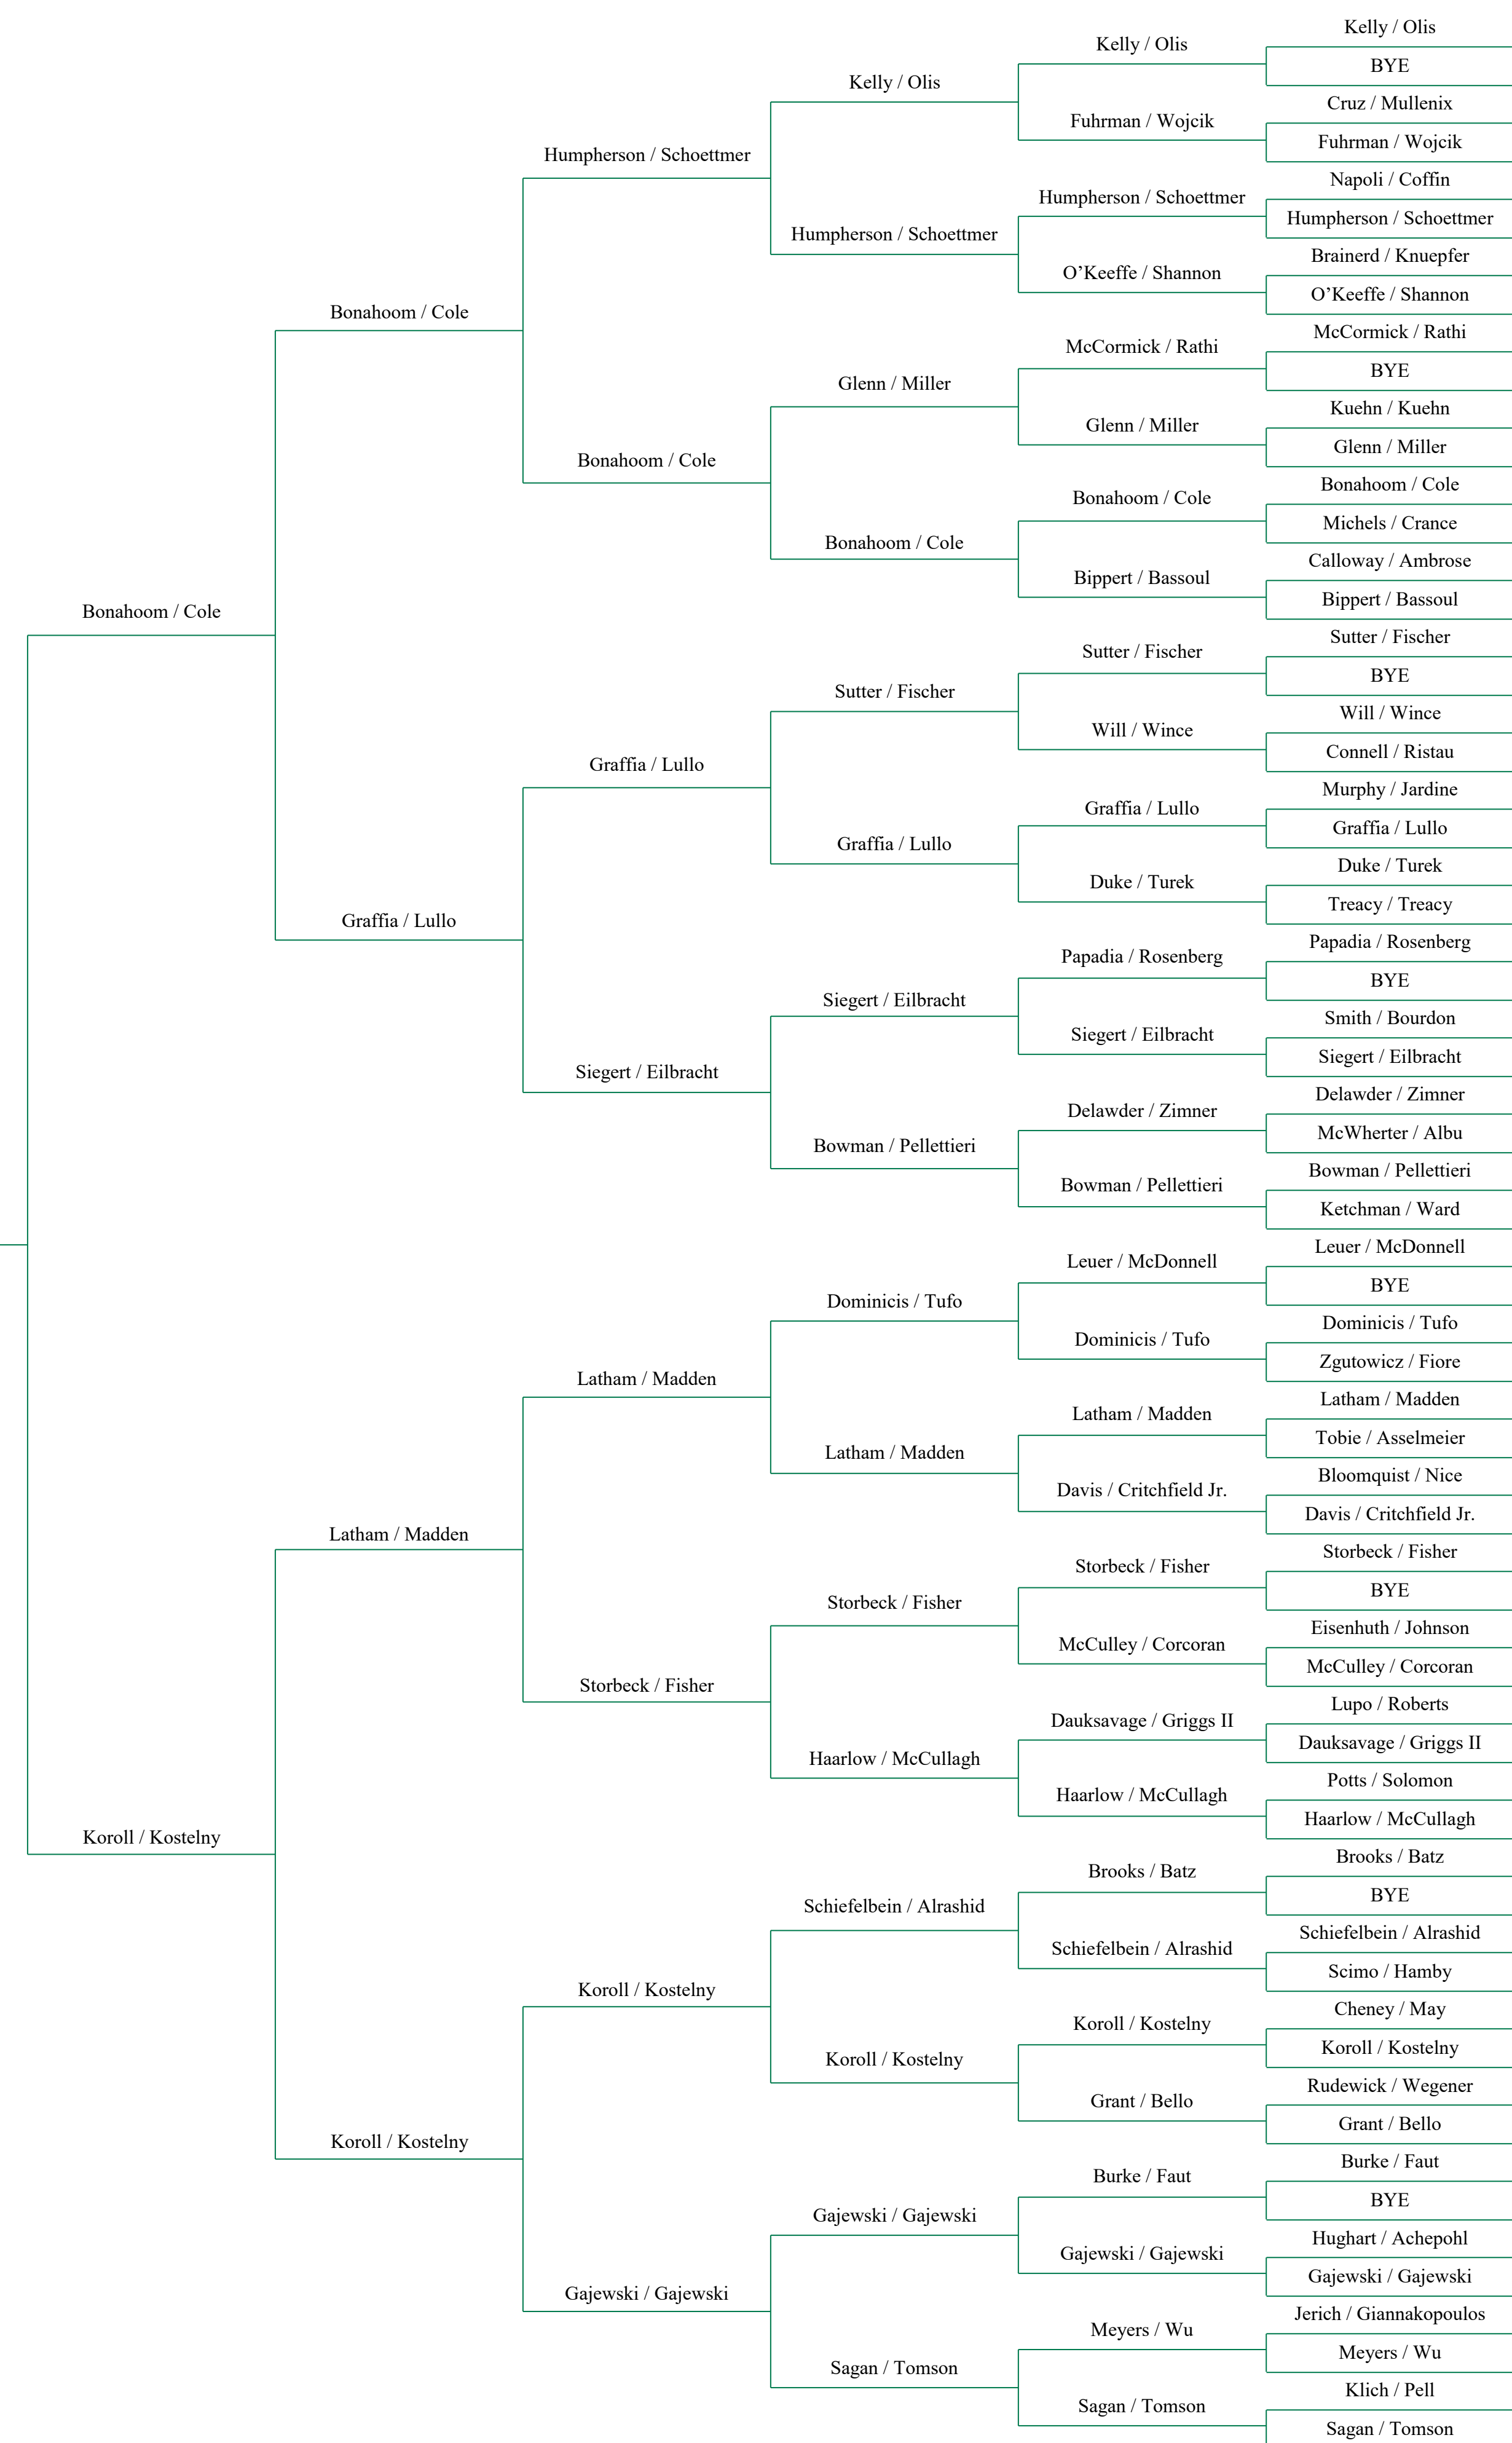 Kelly / Olis
Kelly / Olis
BYE
Kelly / Olis
Cruz / Mullenix
Fuhrman / Wojcik
Fuhrman / Wojcik
Humpherson / Schoettmer
Napoli / Coffin
Humpherson / Schoettmer
Humpherson / Schoettmer
Humpherson / Schoettmer
Brainerd / Knuepfer
O’Keeffe / Shannon
O’Keeffe / Shannon
Bonahoom / Cole
McCormick / Rathi
McCormick / Rathi
BYE
Glenn / Miller
Kuehn / Kuehn
Glenn / Miller
Glenn / Miller
Bonahoom / Cole
Bonahoom / Cole
Bonahoom / Cole
Michels / Crance
Bonahoom / Cole
Calloway / Ambrose
Bippert / Bassoul
Bippert / Bassoul
Bonahoom / Cole
Sutter / Fischer
Sutter / Fischer
BYE
Sutter / Fischer
Will / Wince
Will / Wince
Connell / Ristau
Graffia / Lullo
Murphy / Jardine
Graffia / Lullo
Graffia / Lullo
Graffia / Lullo
Duke / Turek
Duke / Turek
Treacy / Treacy
Graffia / Lullo
Papadia / Rosenberg
Papadia / Rosenberg
BYE
Siegert / Eilbracht
Smith / Bourdon
Siegert / Eilbracht
Siegert / Eilbracht
Siegert / Eilbracht
Delawder / Zimner
Delawder / Zimner
McWherter / Albu
Bowman / Pellettieri
Bowman / Pellettieri
Bowman / Pellettieri
Ketchman / Ward
Leuer / McDonnell
Leuer / McDonnell
BYE
Dominicis / Tufo
Dominicis / Tufo
Dominicis / Tufo
Zgutowicz / Fiore
Latham / Madden
Latham / Madden
Latham / Madden
Tobie / Asselmeier
Latham / Madden
Bloomquist / Nice
Davis / Critchfield Jr.
Davis / Critchfield Jr.
Latham / Madden
Storbeck / Fisher
Storbeck / Fisher
BYE
Storbeck / Fisher
Eisenhuth / Johnson
McCulley / Corcoran
McCulley / Corcoran
Storbeck / Fisher
Lupo / Roberts
Dauksavage / Griggs II
Dauksavage / Griggs II
Haarlow / McCullagh
Potts / Solomon
Haarlow / McCullagh
Haarlow / McCullagh
Koroll / Kostelny
Brooks / Batz
Brooks / Batz
BYE
Schiefelbein / Alrashid
Schiefelbein / Alrashid
Schiefelbein / Alrashid
Scimo / Hamby
Koroll / Kostelny
Cheney / May
Koroll / Kostelny
Koroll / Kostelny
Koroll / Kostelny
Rudewick / Wegener
Grant / Bello
Grant / Bello
Koroll / Kostelny
Burke / Faut
Burke / Faut
BYE
Gajewski / Gajewski
Hughart / Achepohl
Gajewski / Gajewski
Gajewski / Gajewski
Gajewski / Gajewski
Jerich / Giannakopoulos
Meyers / Wu
Meyers / Wu
Sagan / Tomson
Klich / Pell
Sagan / Tomson
Sagan / Tomson